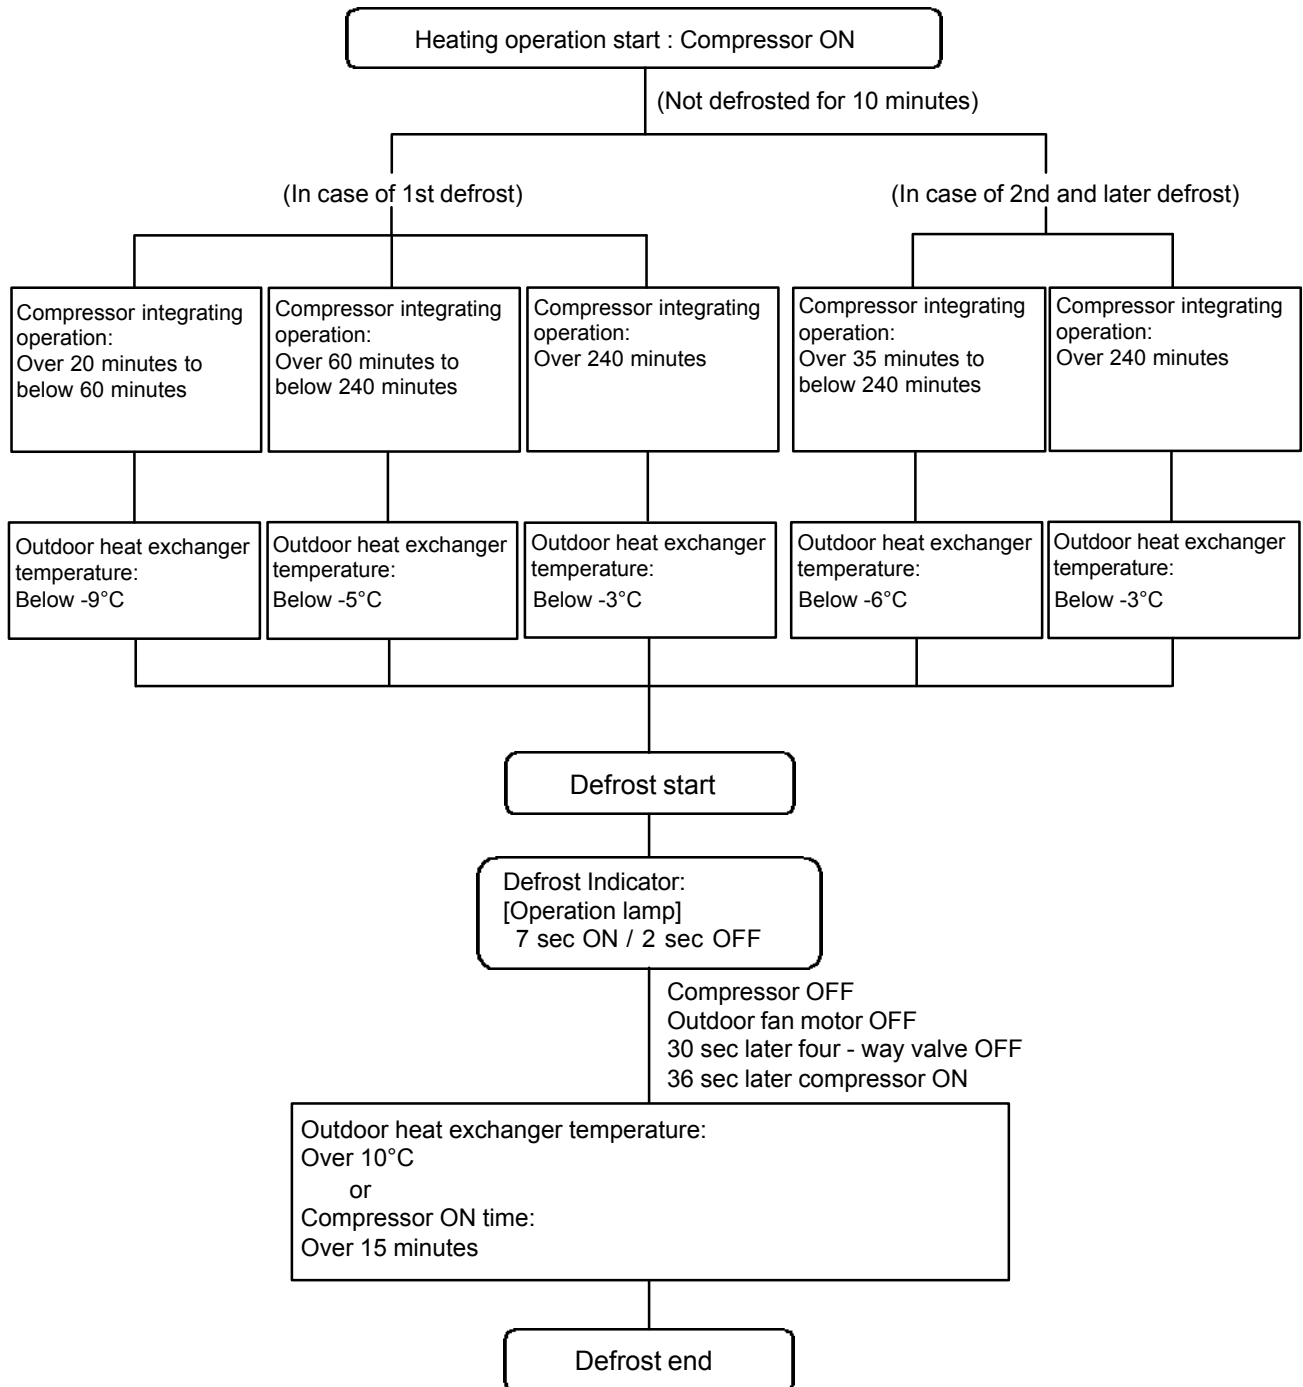 Heating operation start : Compressor ON
(Not defrosted for 10 minutes)
(In case of 1st defrost)
(In case of 2nd and later defrost)
Compressor integrating
operation:
Over 20 minutes to
below 60 minutes
Compressor integrating
operation:
Over 60 minutes to
below 240 minutes
Compressor integrating
operation:
Over 240 minutes
Compressor integrating
operation:
Over 35 minutes to
below 240 minutes
Compressor integrating
operation:
Over 240 minutes
Outdoor heat exchanger
temperature:
Below -9°C
Outdoor heat exchanger
temperature:
Below -5°C
Outdoor heat exchanger
temperature:
Below -3°C
Outdoor heat exchanger
temperature:
Below -6°C
Outdoor heat exchanger
temperature:
Below -3°C
Defrost start
Defrost Indicator:
[Operation lamp]
7 sec ON / 2 sec OFF
Compressor OFF
Outdoor fan motor OFF
30 sec later four - way valve OFF
36 sec later compressor ON
Outdoor heat exchanger temperature:
Over 10°C
or
Compressor ON time:
Over 15 minutes
Defrost end